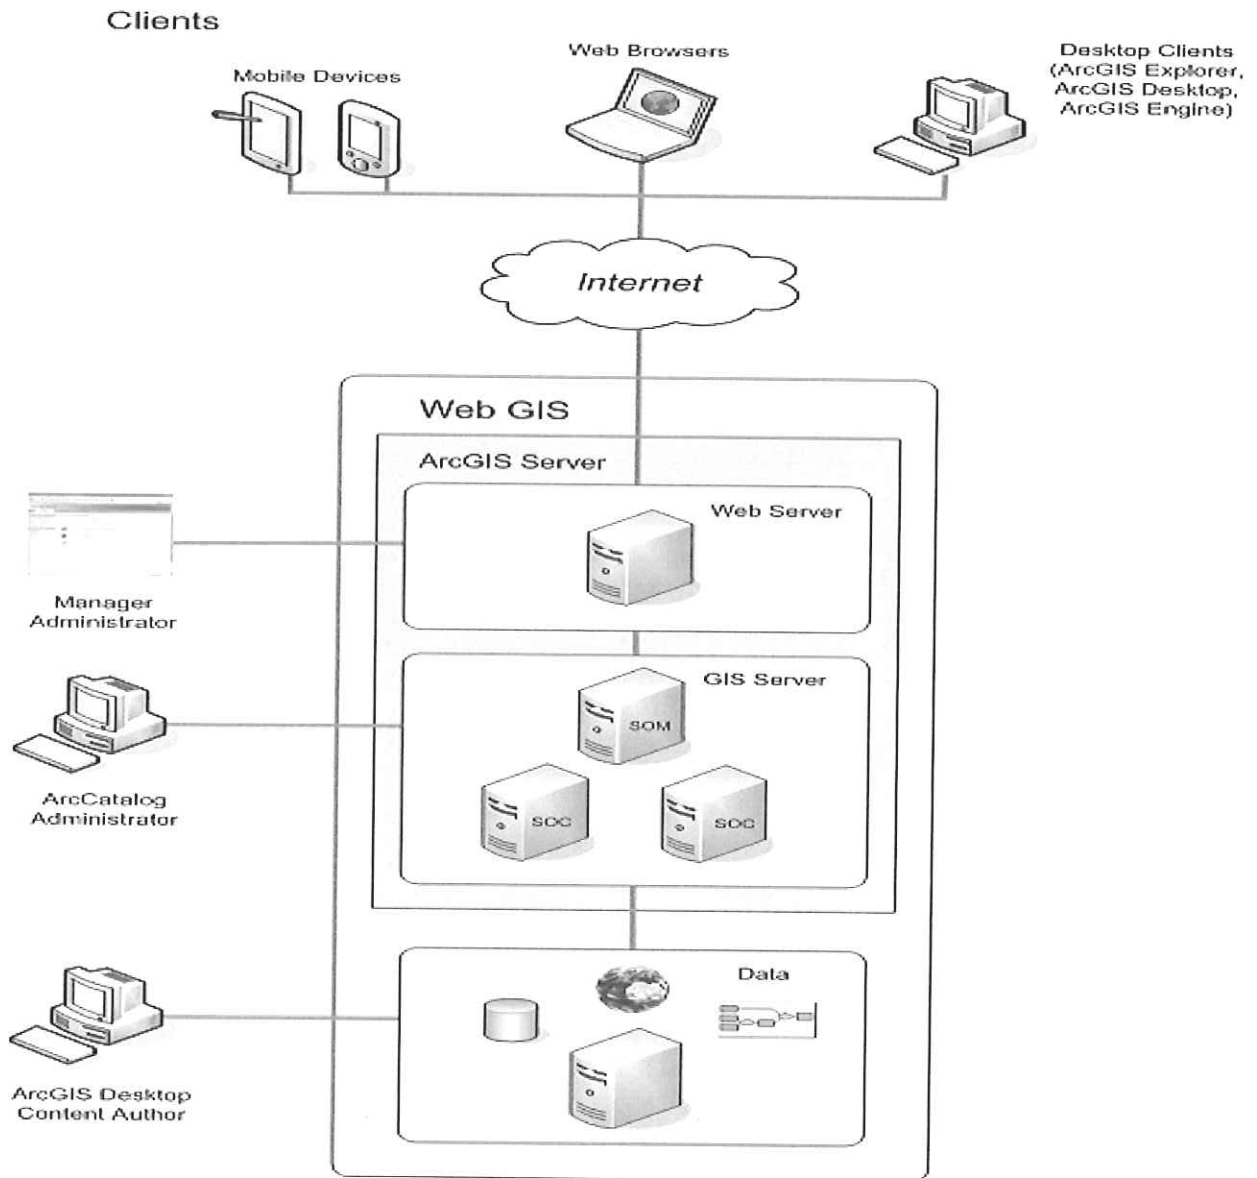 Clients
Mobile Devices
Web Browsers
Desktop Clients
(ArcGIS Explorer,
ArcGIS Desktop,
ArcGIS Engine)
Internet
Web GIS
ArcGIS Server
Web Server
Manager
Administrator
GIS Server
SOM
SOC
SOC
ArcCatalog
Administrator
Data
ArcGIS Desktop
Content Author